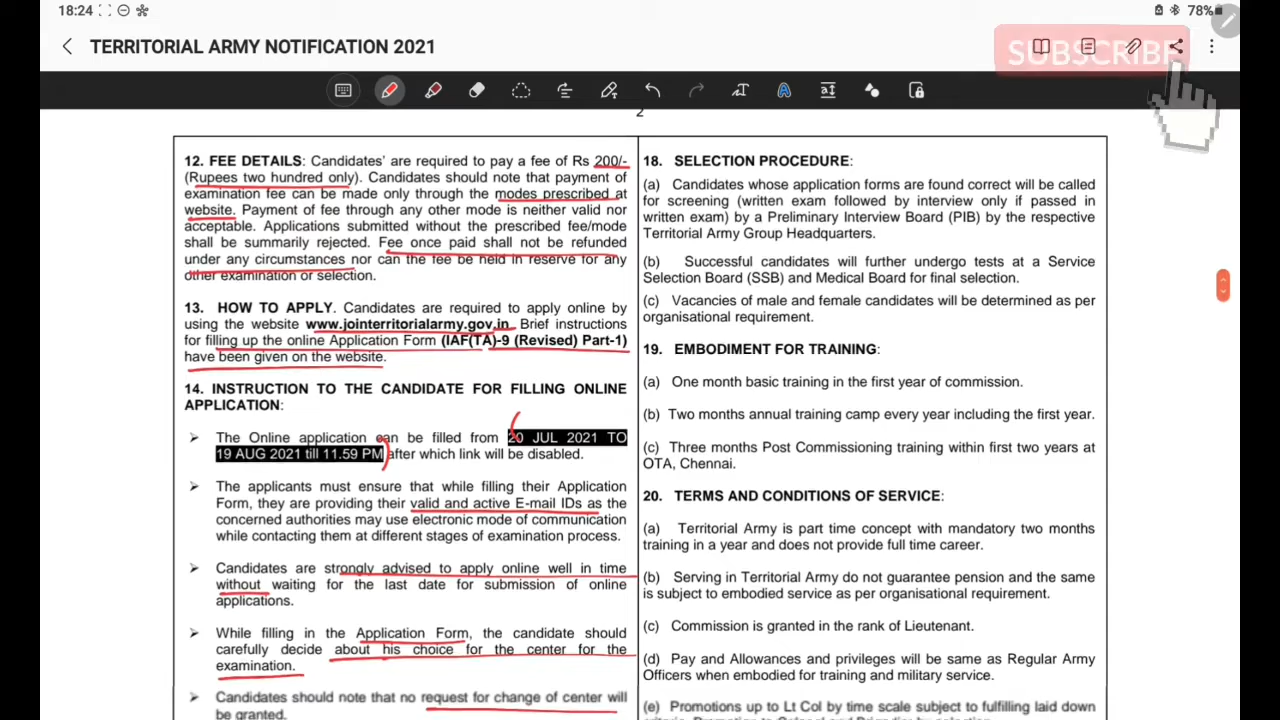 18:24
78%
TERRITORIAL ARMY NOTIFICATION 2021
SUBSCRIBE
2
12. FEE DETAILS: Candidates' are required to pay a fee of Rs 200/-
(Rupees two hundred only). Candidates should note that payment of
examination fee can be made only through the modes prescribed at
website. Payment of fee through any other mode is neither valid nor
acceptable. Applications submitted without the prescribed fee/mode
shall be summarily rejected. Fee once paid shall not be refunded
under any circumstances nor can the fee be held in reserve for any
other examination or selection.
13. HOW TO APPLY. Candidates are required to apply online by
using the website www.jointerritorialarmy.gov.in. Brief instructions
for filling up the online Application Form (IAF(TA)-9 (Revised) Part-1)
have been given on the website.
14. INSTRUCTION TO THE CANDIDATE FOR FILLING ONLINE
APPLICATION:
➢ The Online application can be filled from 20 JUL 2021 TO
19 AUG 2021 till 11.59 PM after which link will be disabled.
➢ The applicants must ensure that while filling their Application
Form, they are providing their valid and active E-mail IDs as the
concerned authorities may use electronic mode of communication
while contacting them at different stages of examination process.
➢ Candidates are strongly advised to apply online well in time
without waiting for the last date for submission of online
applications.
➢ While filling in the Application Form, the candidate should
carefully decide about his choice for the center for the
examination.
➢ Candidates should note that no request for change of center will
be granted.
18. SELECTION PROCEDURE:
(a) Candidates whose application forms are found correct will be called
for screening (written exam followed by interview only if passed in
written exam) by a Preliminary Interview Board (PIB) by the respective
Territorial Army Group Headquarters.
(b) Successful candidates will further undergo tests at a Service
Selection Board (SSB) and Medical Board for final selection.
(c) Vacancies of male and female candidates will be determined as per
organisational requirement.
19. EMBODIMENT FOR TRAINING:
(a) One month basic training in the first year of commission.
(b) Two months annual training camp every year including the first year.
(c) Three months Post Commissioning training within first two years at
OTA, Chennai.
20. TERMS AND CONDITIONS OF SERVICE:
(a) Territorial Army is part time concept with mandatory two months
training in a year and does not provide full time career.
(b) Serving in Territorial Army do not guarantee pension and the same
is subject to embodied service as per organisational requirement.
(c) Commission is granted in the rank of Lieutenant.
(d) Pay and Allowances and privileges will be same as Regular Army
Officers when embodied for training and military service.
(e) Promotions up to Lt Col by time scale subject to fulfilling laid down
criteria. Promotion to Colonel and Brigadier by selection.